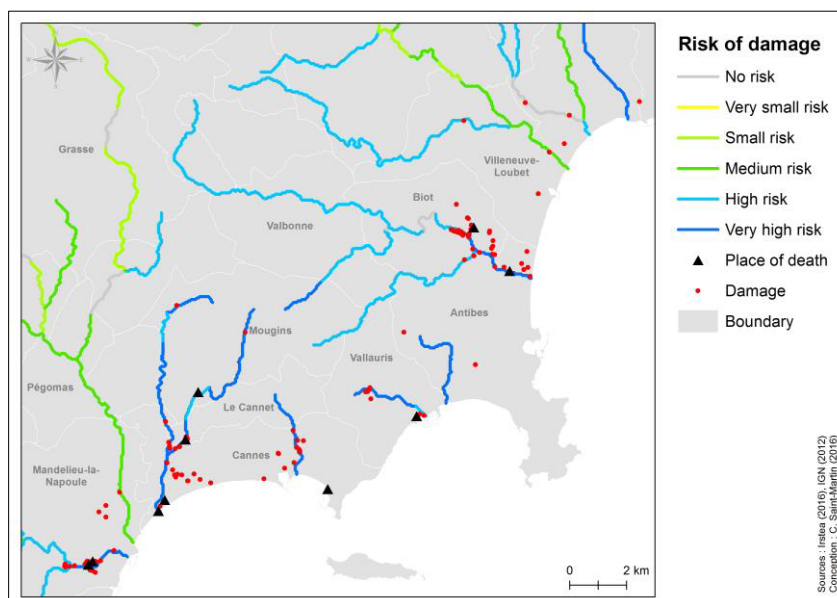 Risk of damage
No risk
Very small risk
Small risk
Medium risk
High risk
Very high risk
Place of death
Damage
Boundary
Grasse
Villeneuve-
Loubet
Biot
Valbonne
Antibes
Mougins
Vallauris
Pégomas
Le Cannet
Mandelieu-la-
Napoule
Cannes
0 2 km
Sources : Irstea (2016), IGN (2012)
Conception : C. Saint-Martin (2016)